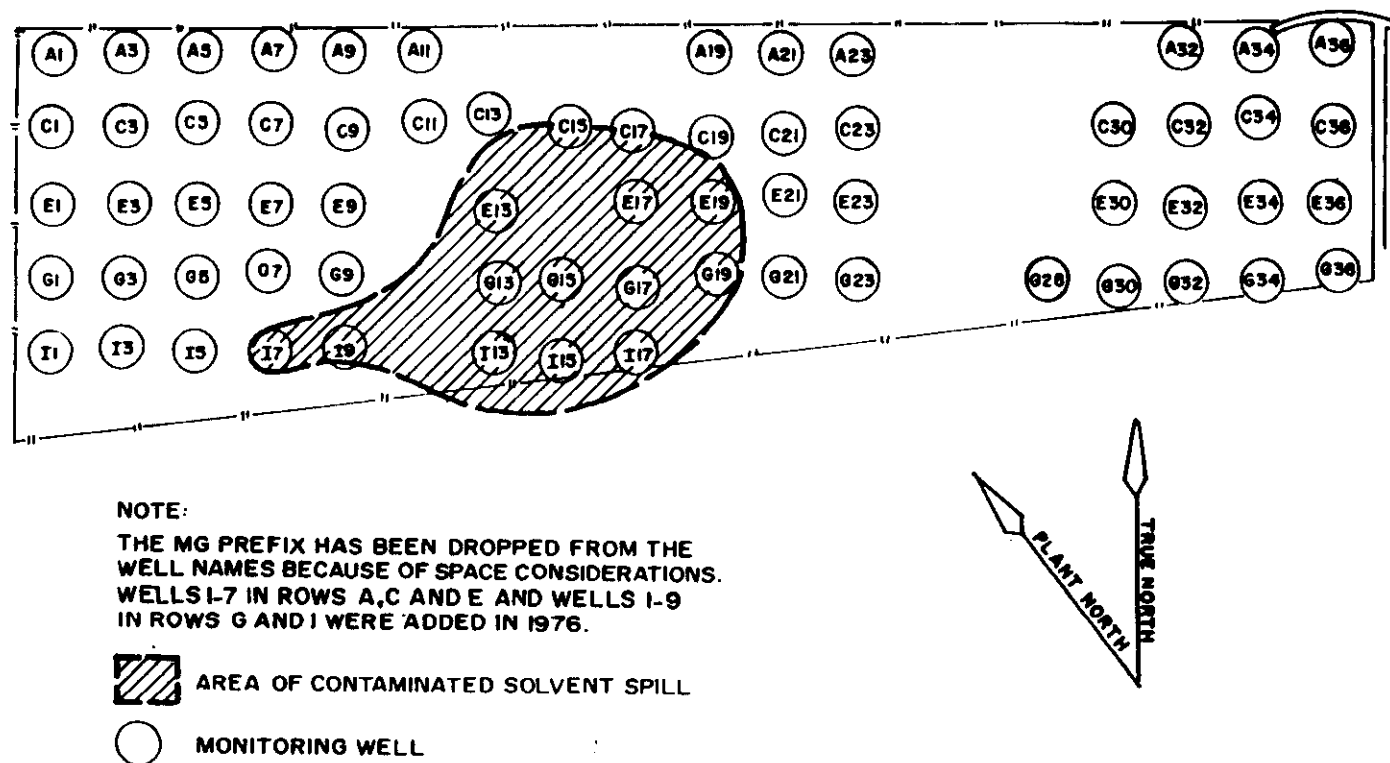 A1 A3 A5 A7 A9 A11 A19 A21 A23 A32 A34 A36
C1 C3 C5 C7 C9 C11 C13 C15 C17 C19 C21 C23 C30 C32 C34 C36
E1 E3 E5 E7 E9 E13 E17 E19 E21 E23 E30 E32 E34 E36
G1 G3 G5 G7 G9 G13 G15 G17 G19 G21 G23 G28 G30 G32 G34 G36
I1 I3 I5 I7 I9 I13 I15 I17
PLANT NORTH
TRUE NORTH
NOTE:
THE MG PREFIX HAS BEEN DROPPED FROM THE
WELL NAMES BECAUSE OF SPACE CONSIDERATIONS.
WELLS 1-7 IN ROWS A,C AND E AND WELLS 1-9
IN ROWS G AND I WERE ADDED IN 1976.
AREA OF CONTAMINATED SOLVENT SPILL
MONITORING WELL